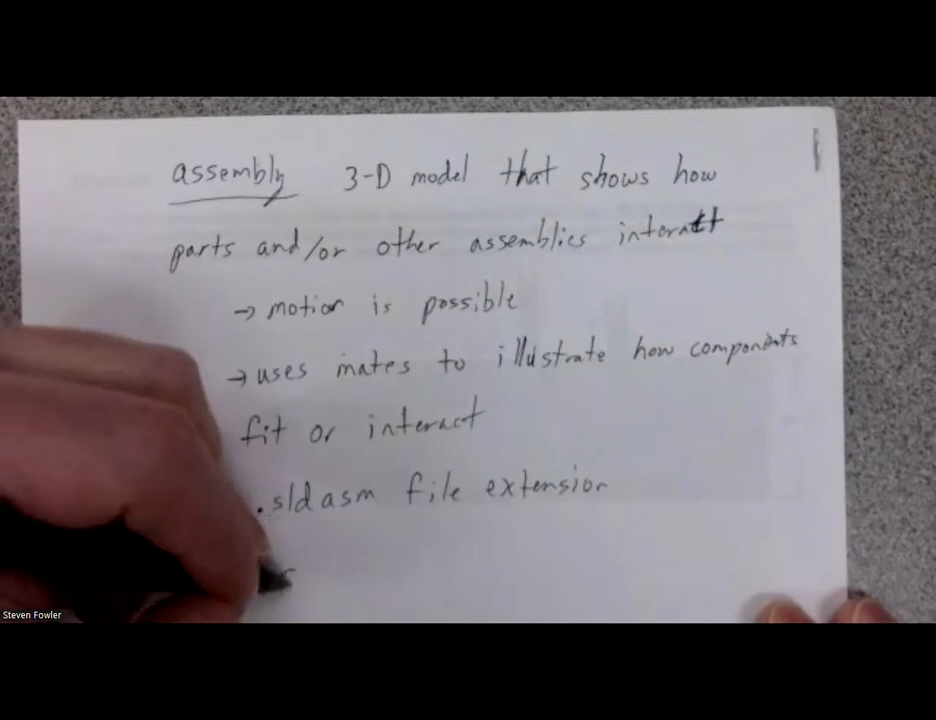 assembly 3-D model that shows how
parts and/or other assemblies interact
→ motion is possible
→ uses mates to illustrate how components
fit or interact
.sldasm file extension
Steven Fowler